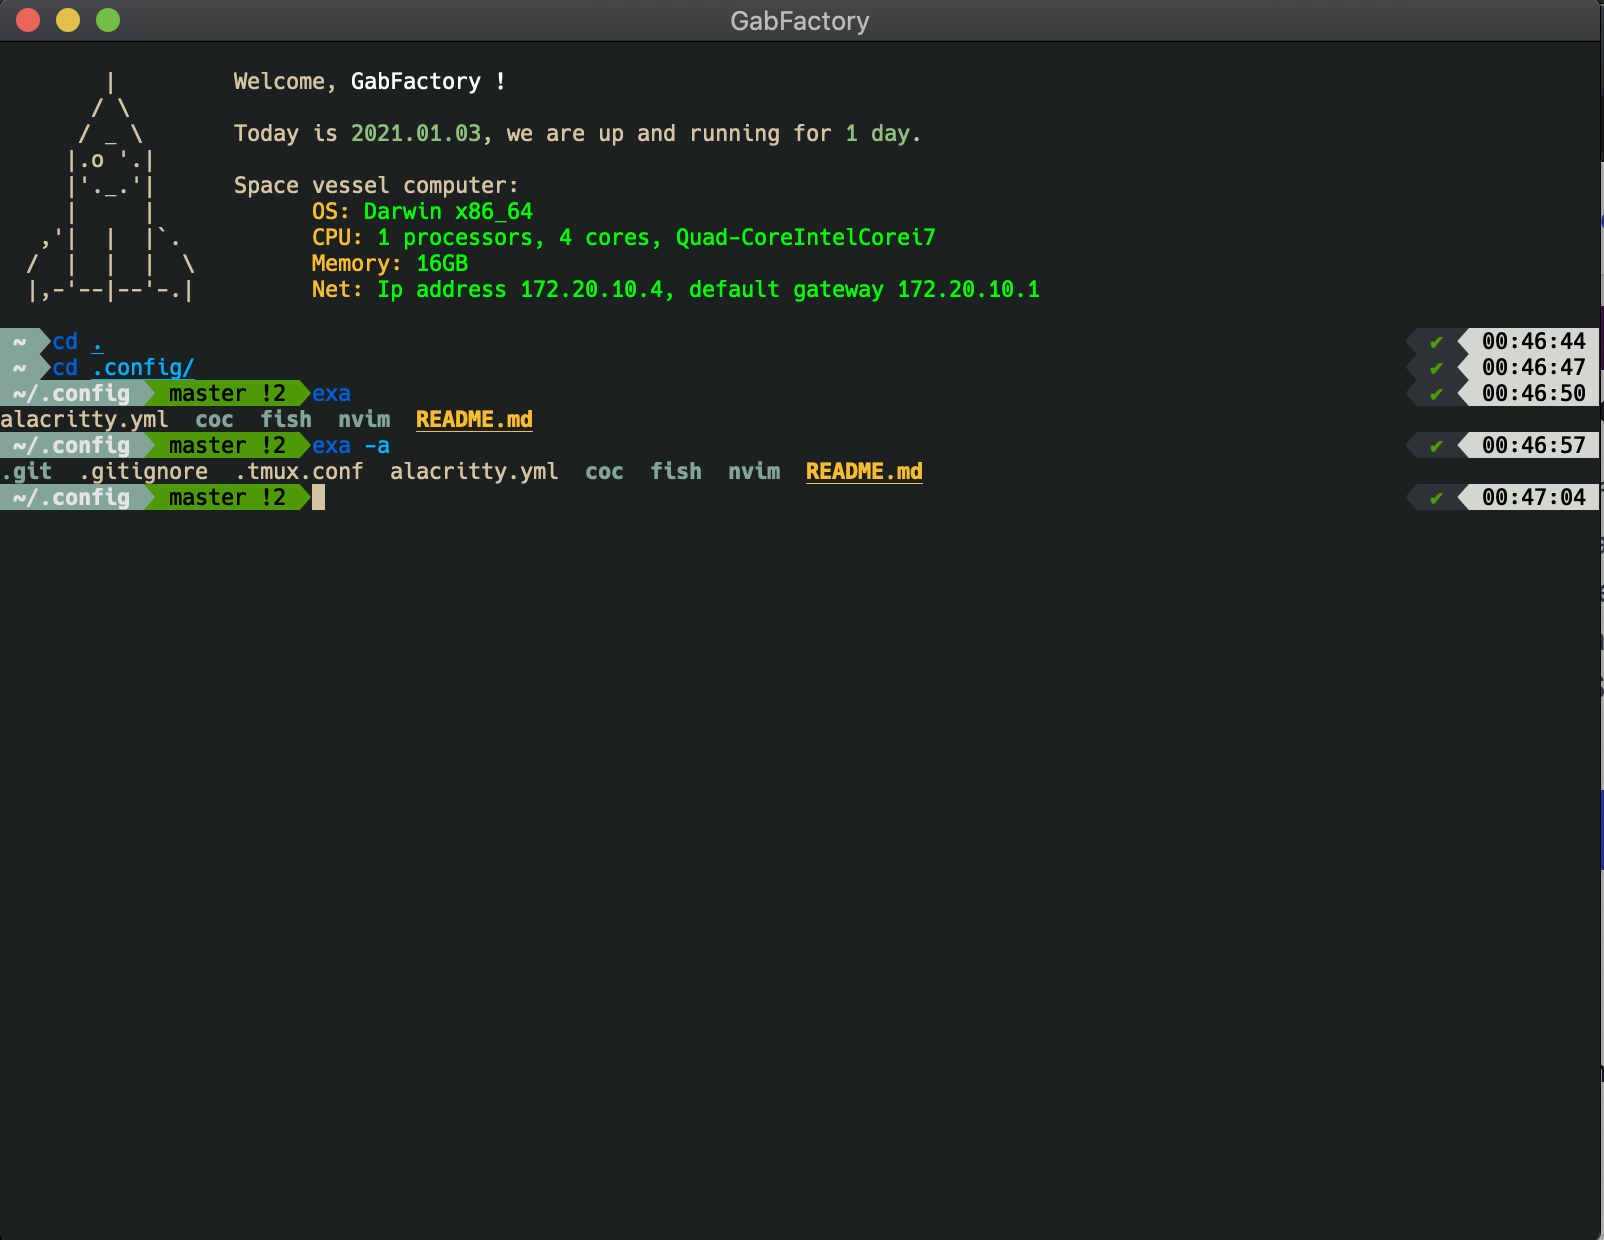 GabFactory
Welcome, GabFactory !
Today is 2021.01.03, we are up and running for 1 day.
Space vessel computer:
OS: Darwin x86_64
CPU: 1 processors, 4 cores, Quad-CoreIntelCorei7
Memory: 16GB
Net: Ip address 172.20.10.4, default gateway 172.20.10.1
~ cd . ✔ 00:46:44
~ cd .config/ ✔ 00:46:47
~/.config master !2 exa ✔ 00:46:50
alacritty.yml coc fish nvim README.md
~/.config master !2 exa -a ✔ 00:46:57
.git .gitignore .tmux.conf alacritty.yml coc fish nvim README.md
~/.config master !2 ✔ 00:47:04